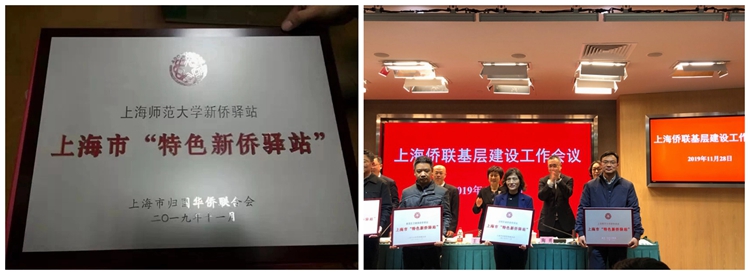 上海师范大学新侨驿站
上海市“特色新侨驿站”
上海市归国华侨联合会
二〇一九年十一月
上海侨联基层建设工作会议
2019年
上海侨联基层建设工作
2019年11月28日
上海市“特色新侨驿站”
上海市“特色新侨驿站”
上海市“特色新侨驿站”